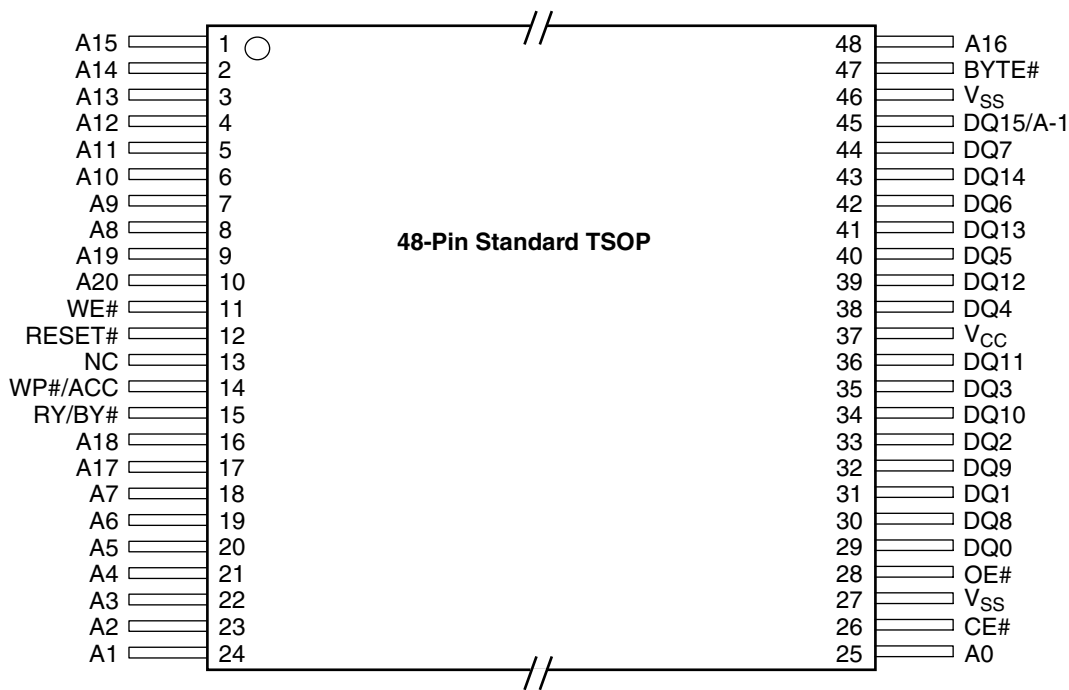 A15 1 48 A16
A14 2 47 BYTE#
A13 3 46 VSS
A12 4 45 DQ15/A-1
A11 5 44 DQ7
A10 6 43 DQ14
A9 7 42 DQ6
A8 8 41 DQ13
48-Pin Standard TSOP
A19 9 40 DQ5
A20 10 39 DQ12
WE# 11 38 DQ4
RESET# 12 37 VCC
NC 13 36 DQ11
WP#/ACC 14 35 DQ3
RY/BY# 15 34 DQ10
A18 16 33 DQ2
A17 17 32 DQ9
A7 18 31 DQ1
A6 19 30 DQ8
A5 20 29 DQ0
A4 21 28 OE#
A3 22 27 VSS
A2 23 26 CE#
A1 24 25 A0